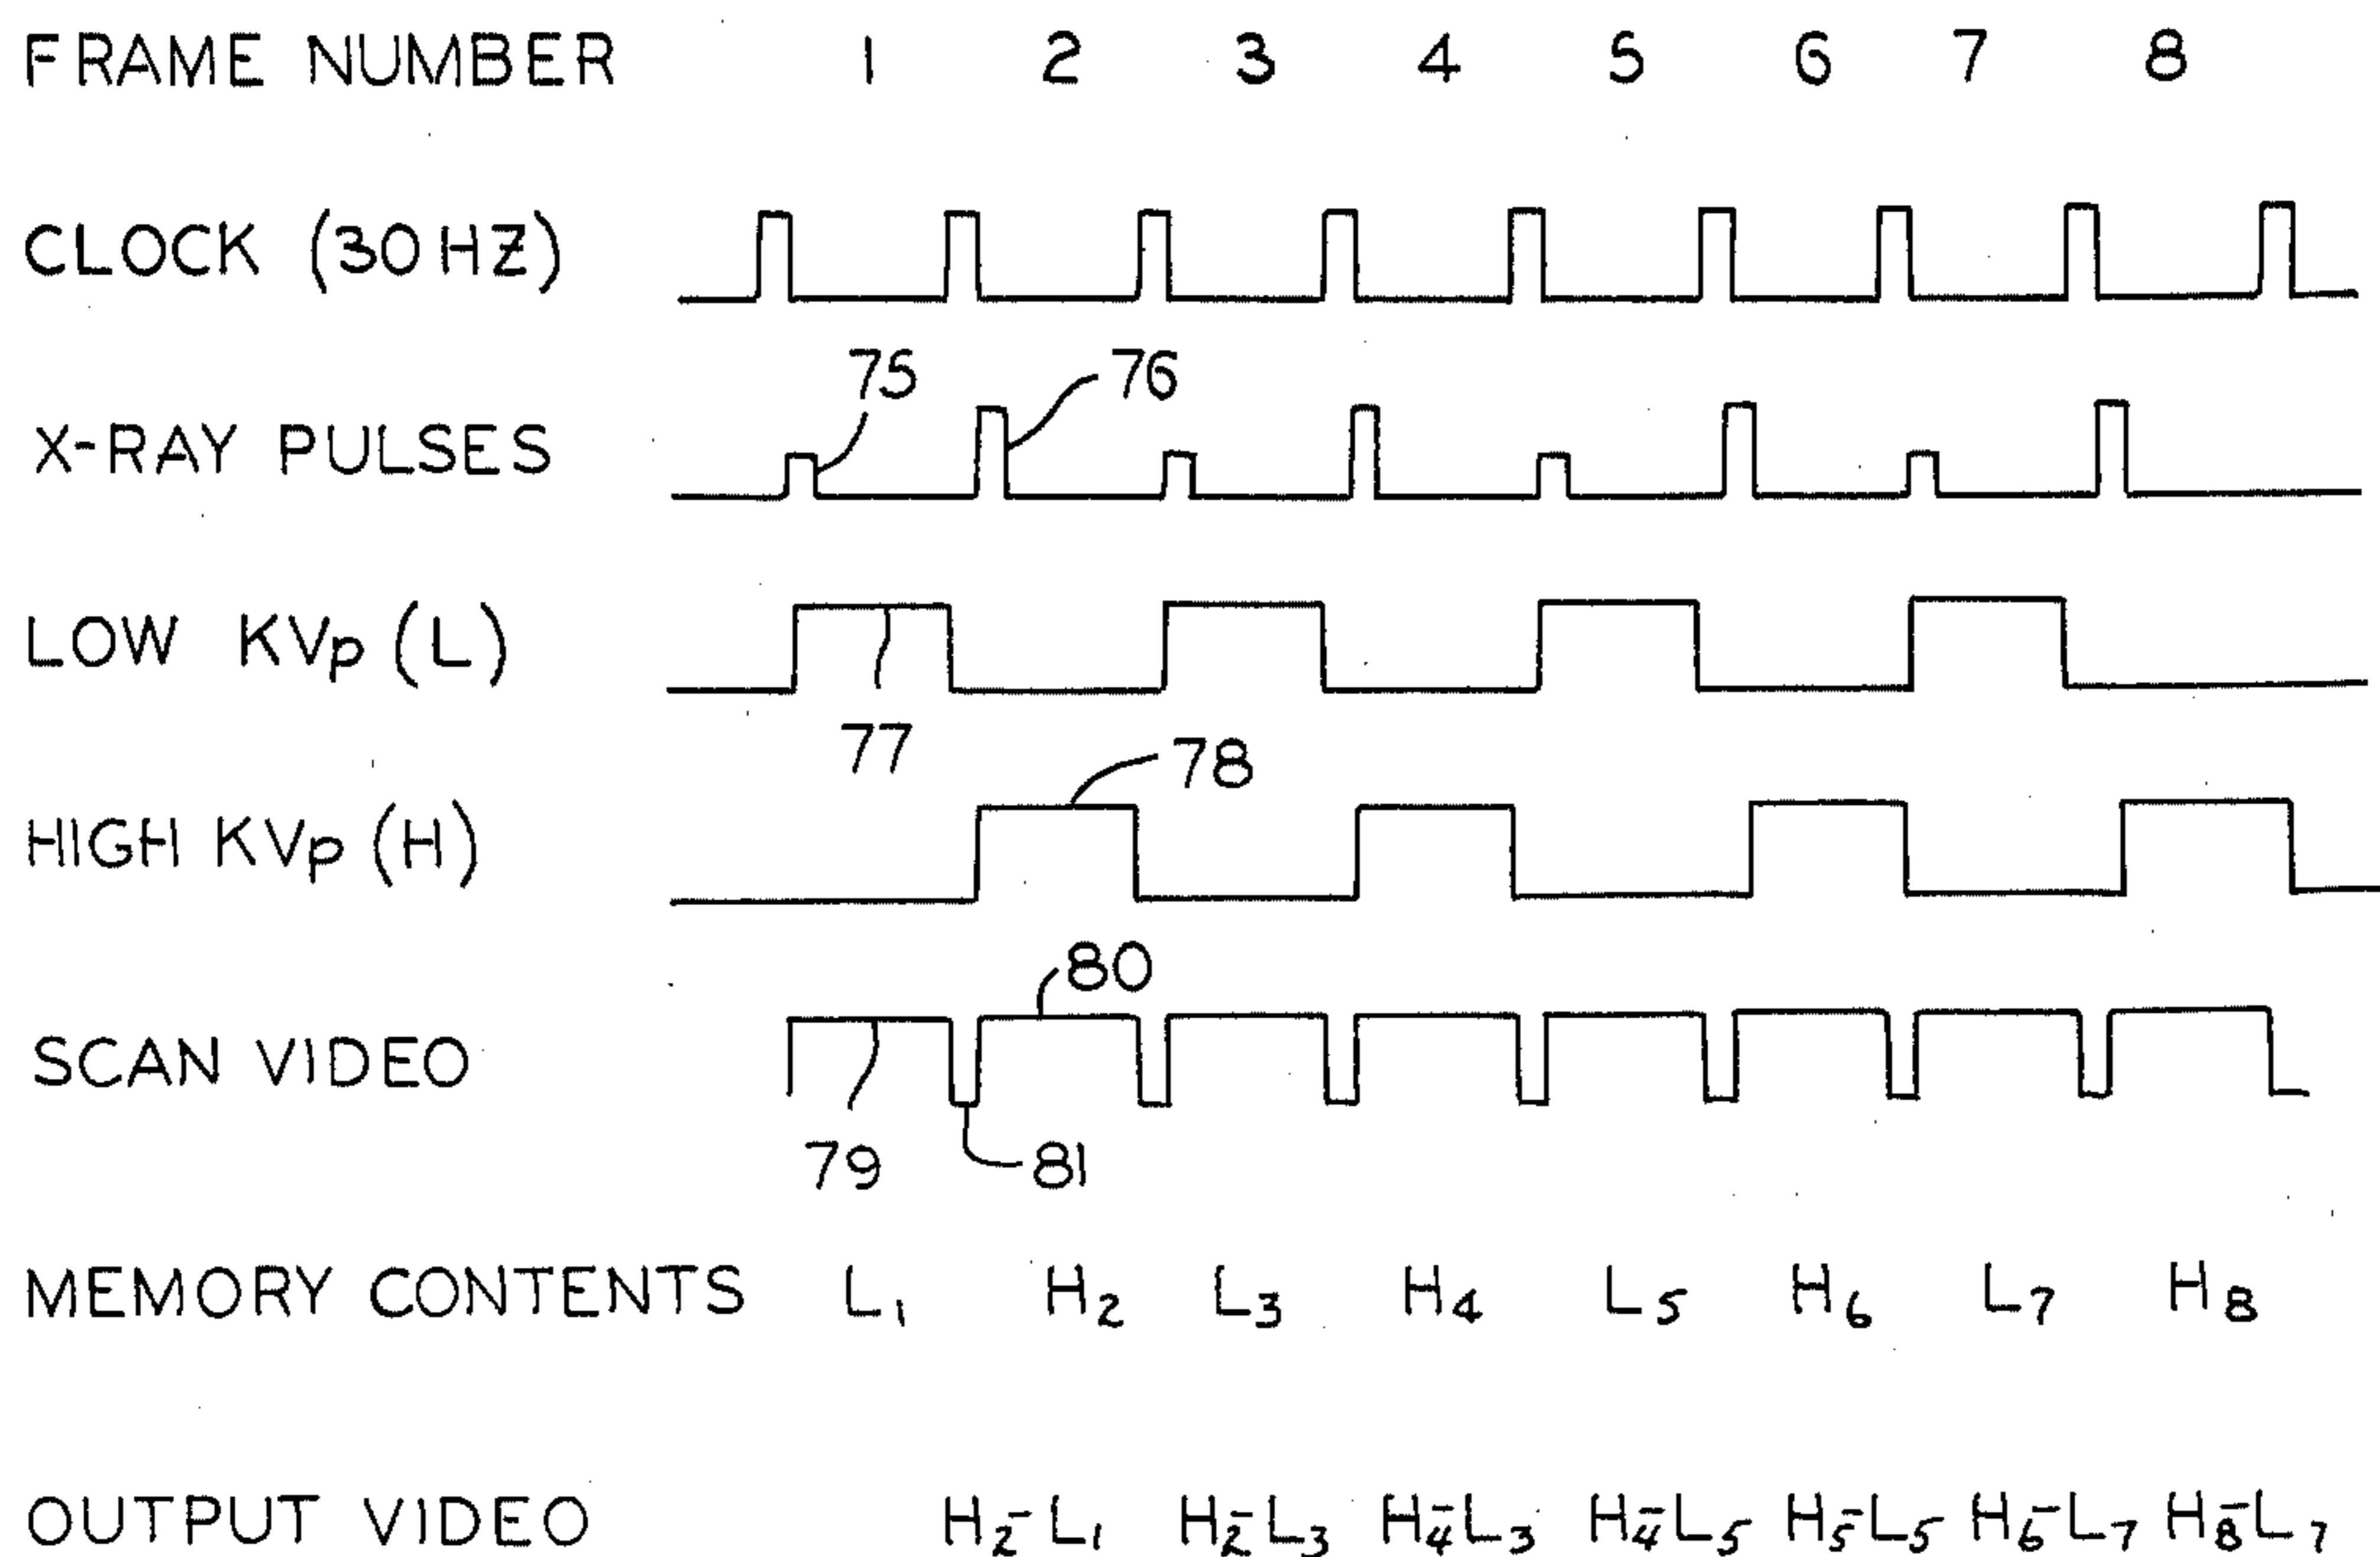 FRAME NUMBER 1 2 3 4 5 6 7 8
CLOCK (30 HZ)
75 76
X-RAY PULSES
LOW KVp (L)
77
78
HIGH KVp (H)
80
SCAN VIDEO
79 81
MEMORY CONTENTS L1 H2 L3 H4 L5 H6 L7 H8
OUTPUT VIDEO H2-L1 H2-L3 H4-L3 H4-L5 H5-L5 H6-L7 H8-L7